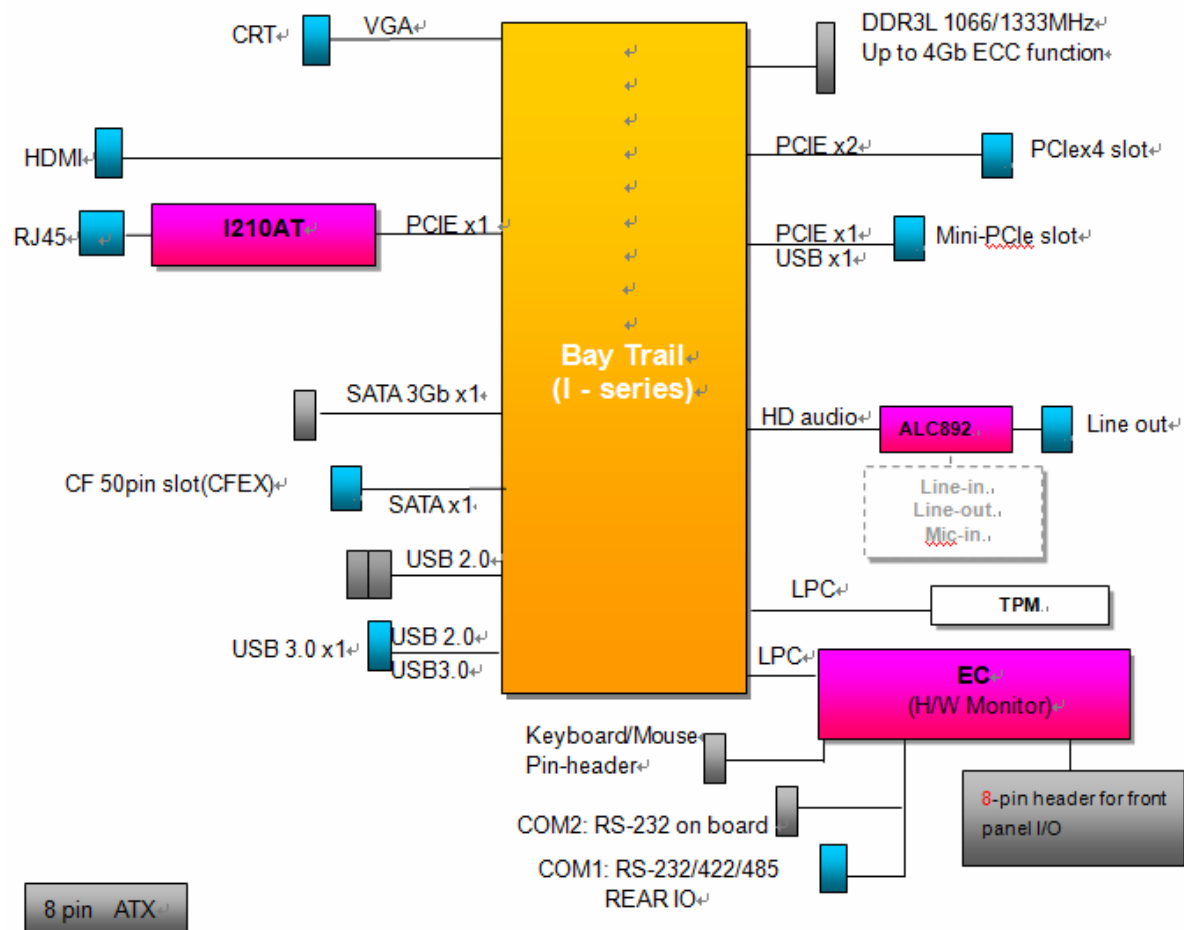 CRT
VGA
DDR3L 1066/1333MHz
Up to 4Gb ECC function
HDMI
PCIE x2
PCIex4 slot
RJ45
I210AT
PCIE x1
PCIE x1
USB x1
Mini-PCIe slot
Bay Trail
(I - series)
SATA 3Gb x1
HD audio
ALC892
Line out
CF 50pin slot(CFEX)
SATA x1
Line-in
Line-out
Mic-in
USB 2.0
LPC
TPM
USB 3.0 x1
USB 2.0
USB3.0
LPC
EC
(H/W Monitor)
Keyboard/Mouse
Pin-header
COM2: RS-232 on board
8-pin header for front
panel I/O
COM1: RS-232/422/485
REAR IO
8 pin ATX